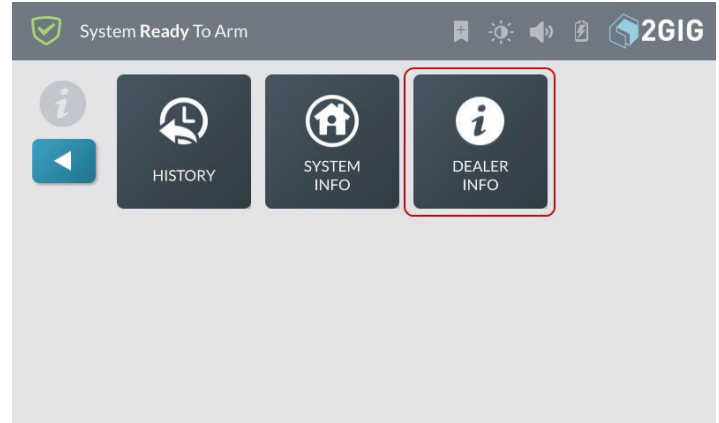 System Ready To Arm
2GIG
HISTORY
SYSTEM
INFO
DEALER
INFO